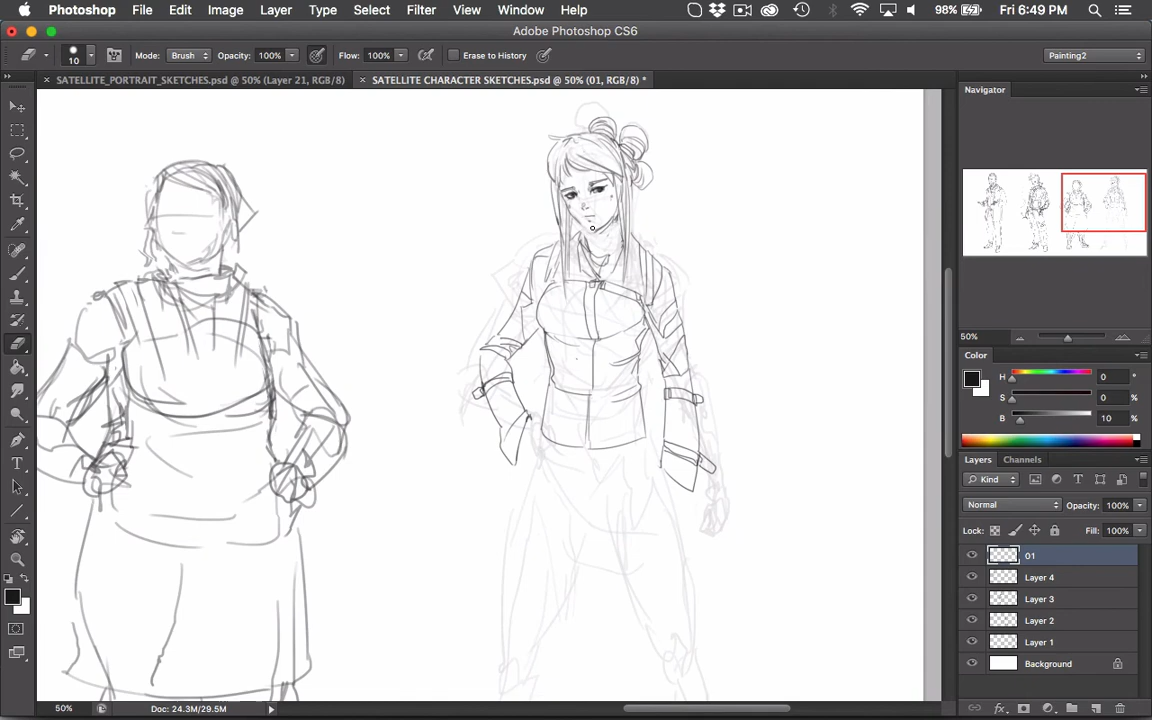 Photoshop File Edit Image Layer Type Select Filter View Window Help 98% Fri 6:49 PM
Adobe Photoshop CS6
10 Mode: Brush Opacity: 100% Flow: 100% Erase to History Painting2
× SATELLITE_PORTRAIT_SKETCHES.psd @ 50% (Layer 21, RGB/8) × SATELLITE CHARACTER SKETCHES.psd @ 50% (01, RGB/8) *
Navigator
50%
Color
H 0 °
S 0 %
B 10 %
Layers Channels
Kind
Normal Opacity: 100%
Lock: Fill: 100%
01
Layer 4
Layer 3
Layer 2
Layer 1
Background
50% Doc: 24.3M/29.5M